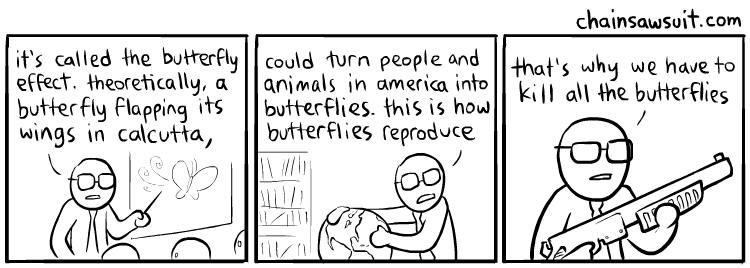 chainsawsuit.com
it's called the butterfly
effect. theoretically, a
butterfly flapping its
wings in calcutta,
could turn people and
animals in america into
butterflies. this is how
butterflies reproduce
that's why we have to
kill all the butterflies